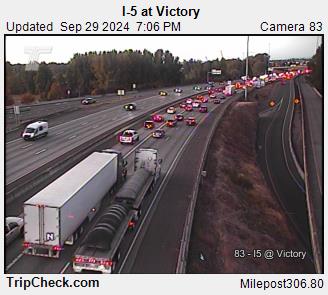 I-5 at Victory
Updated Sep 29 2024 7:06 PM Camera 83
83 - I5 @ Victory
TripCheck.com Milepost306.80